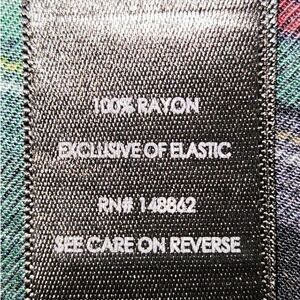 100% RAYON
EXCLUSIVE OF ELASTIC
RN# 148862
SEE CARE ON REVERSE